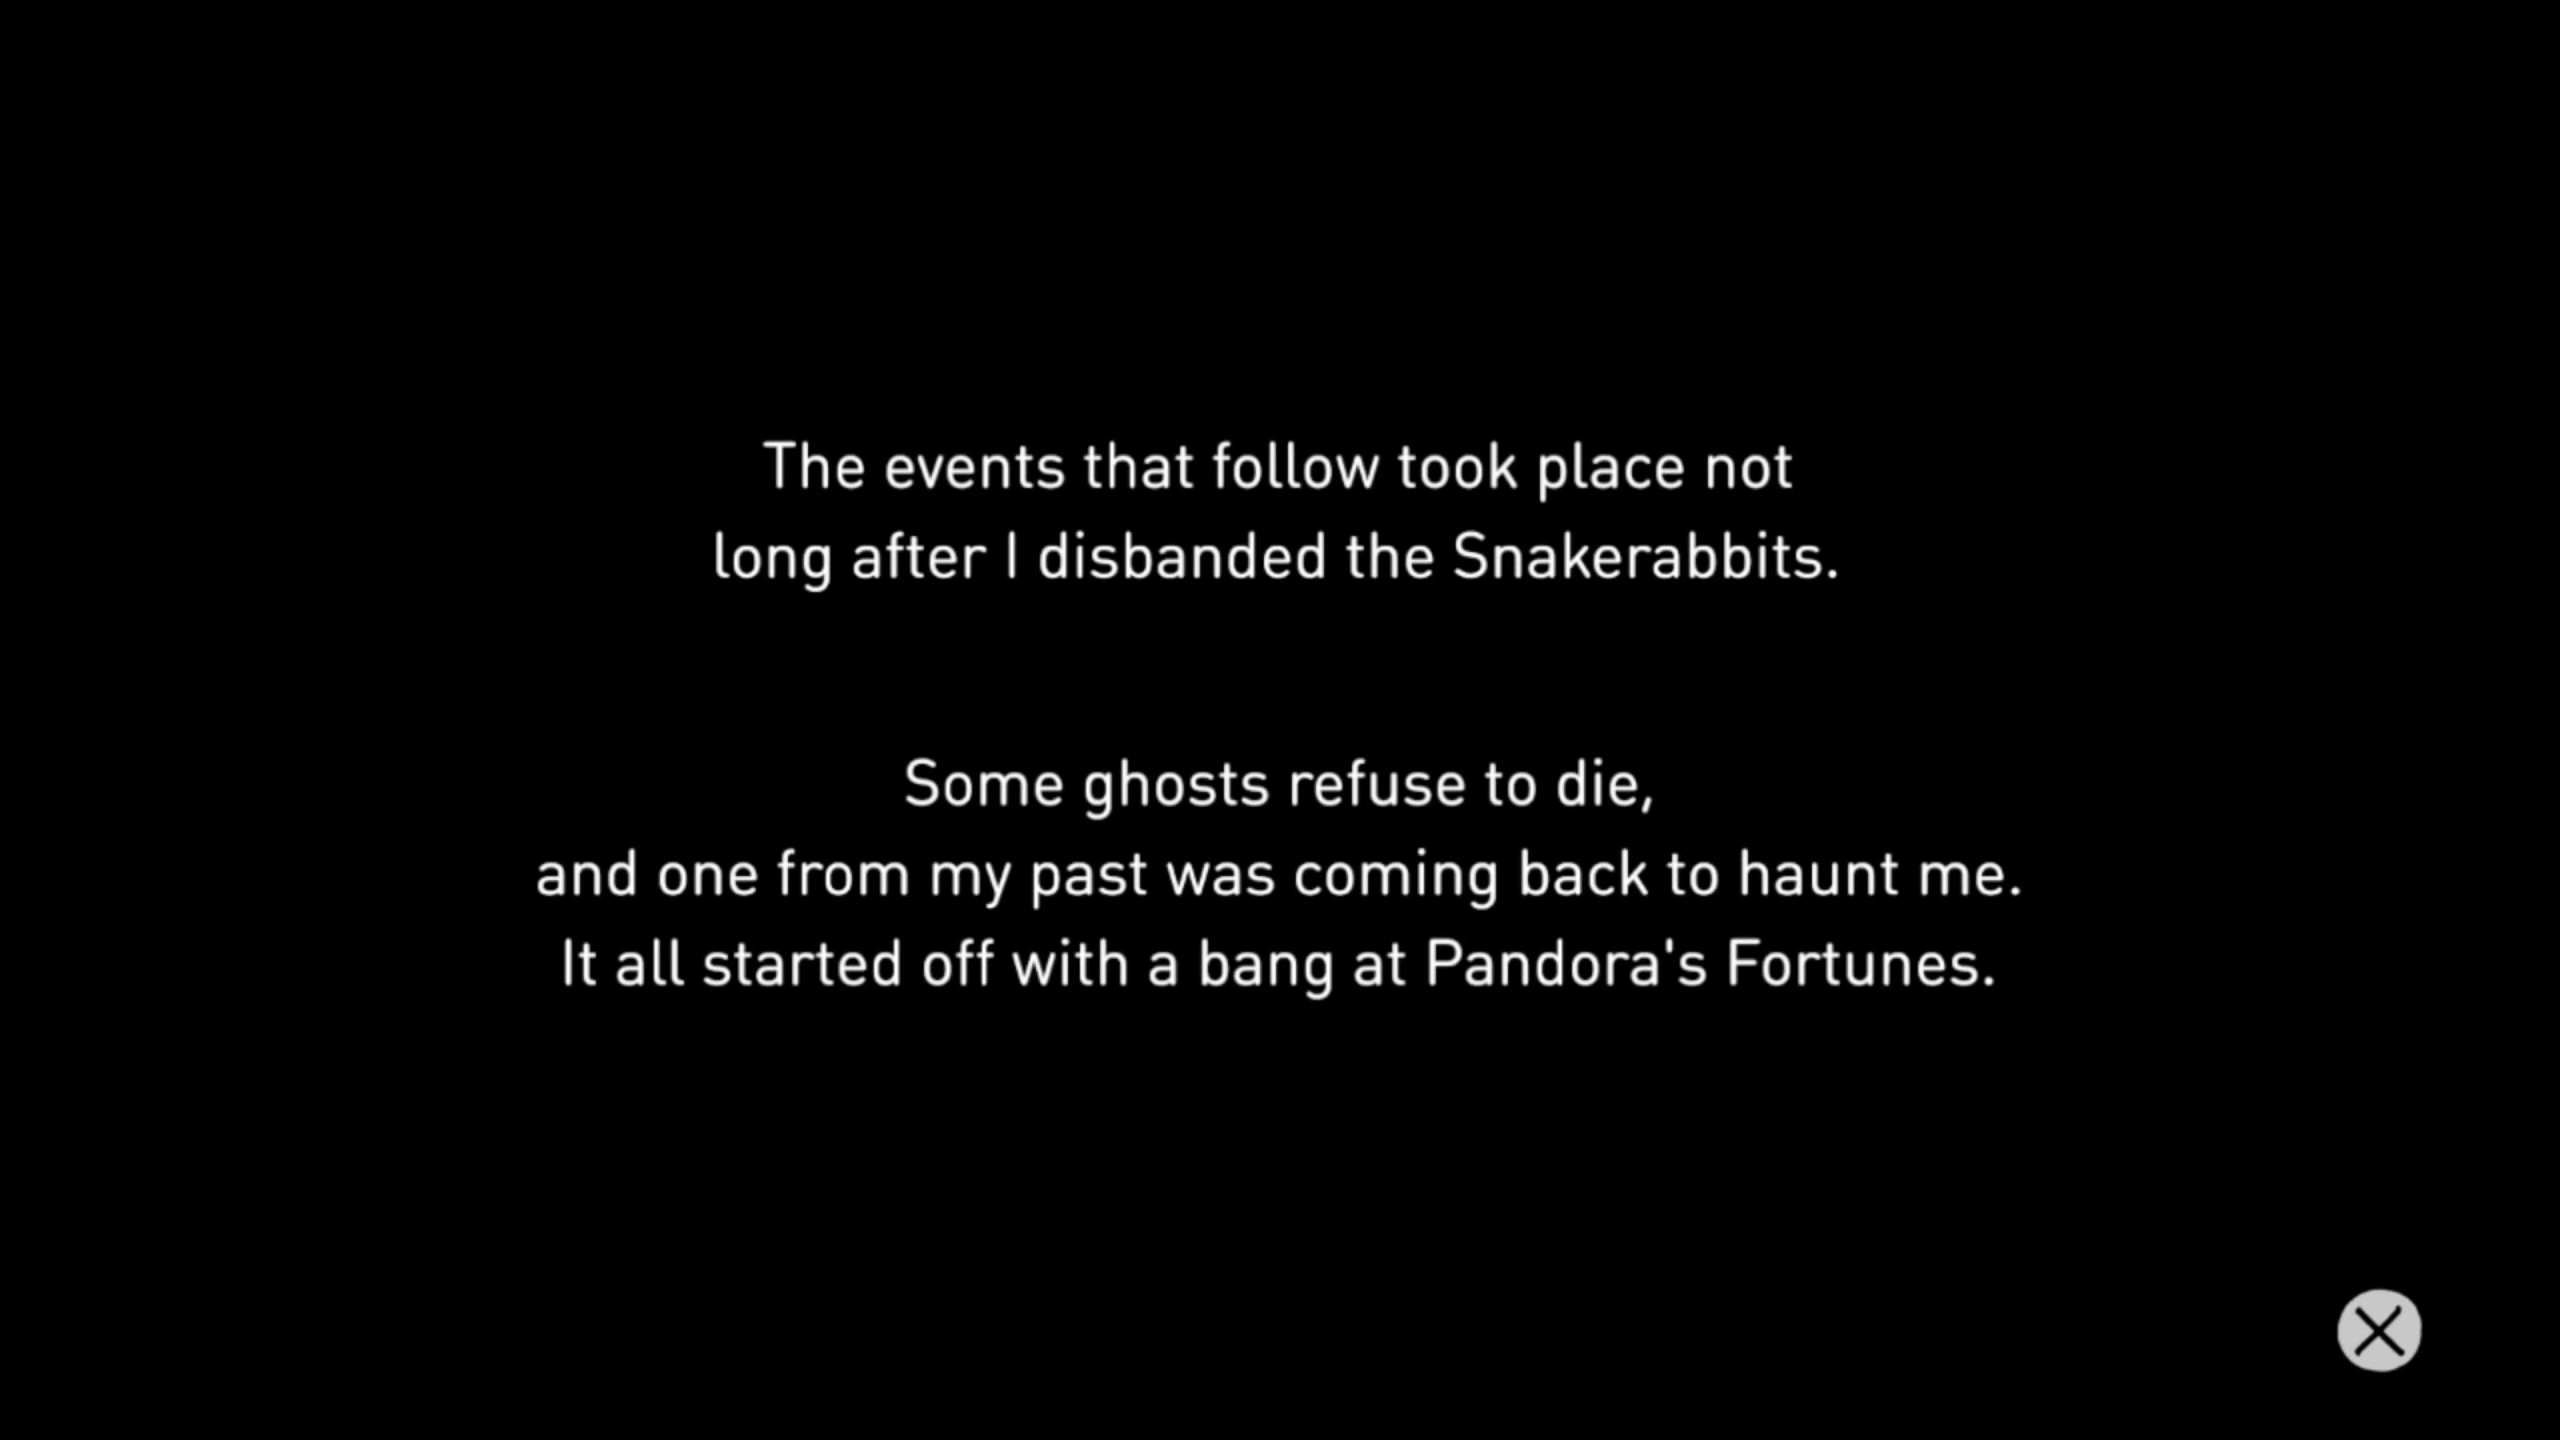 The events that follow took place not
long after I disbanded the Snakerabbits.
Some ghosts refuse to die,
and one from my past was coming back to haunt me.
It all started off with a bang at Pandora's Fortunes.